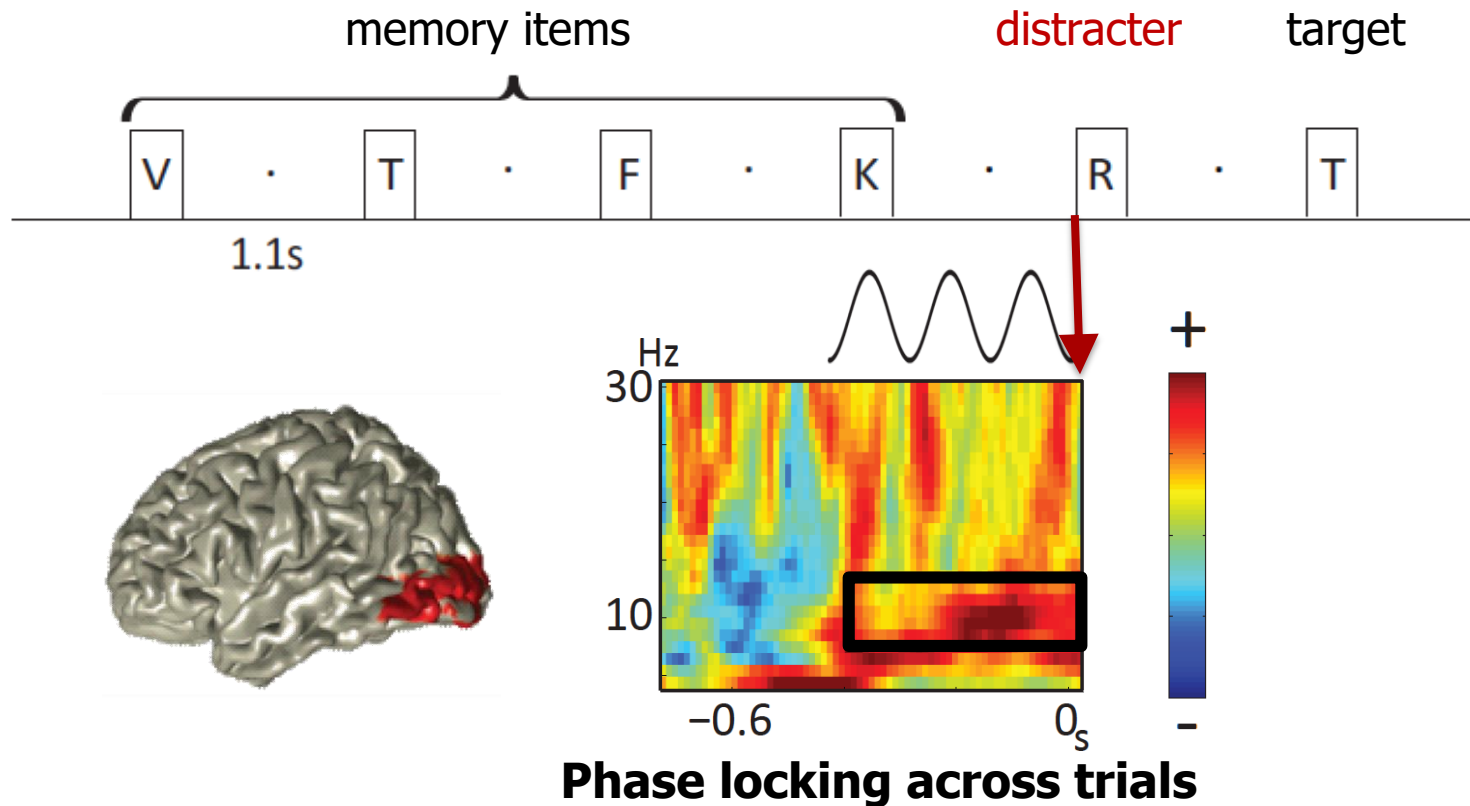 memory items distracter target
V · T · F · K · R · T
1.1s
Hz
+
30
10
−0.6 0s
-
Phase locking across trials